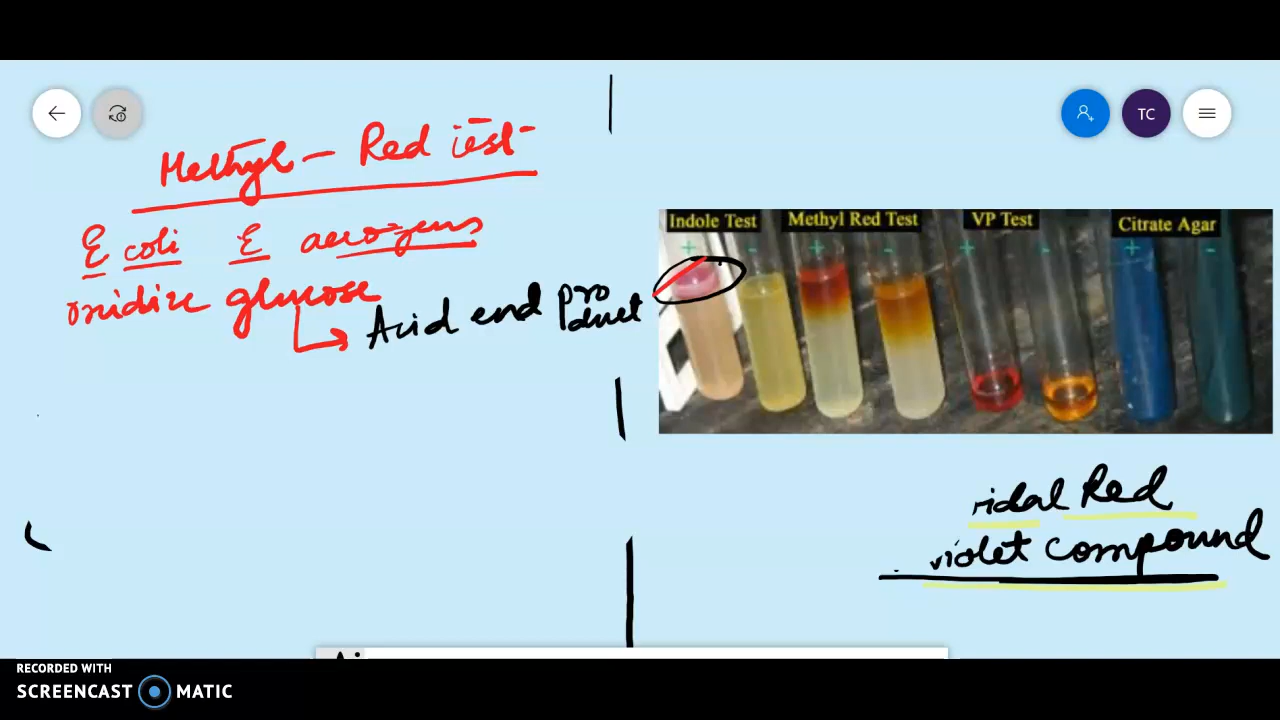 TC
Methyl - Red test
E coli E aerogens
oxidize glucose
Acid end product
Indole Test
Methyl Red Test
VP Test
Citrate Agar
+ - + - + - + -
Red
violet compound
RECORDED WITH
SCREENCAST MATIC